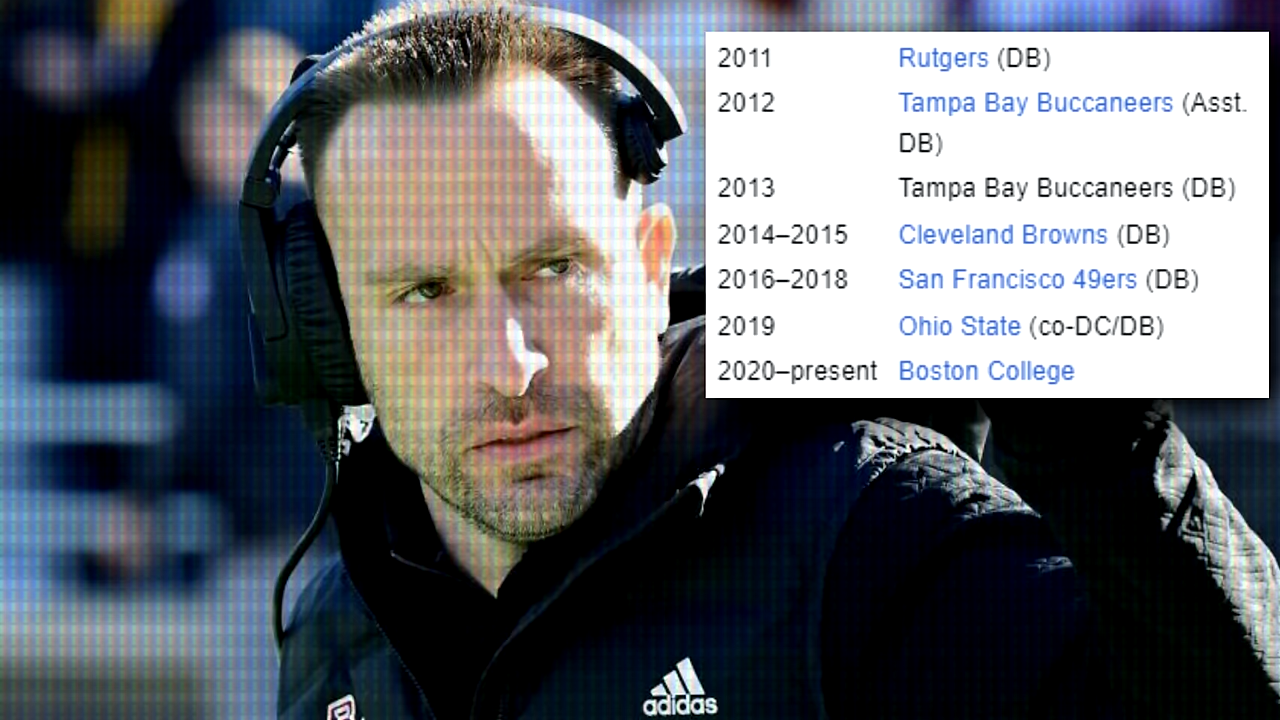 2011 Rutgers (DB)
2012 Tampa Bay Buccaneers (Ast.
DB)
2013 Tampa Bay Buccaneers (DB)
2014–2015 Cleveland Browns (DB)
2016–2018 San Francisco 49ers (DB)
2019 Ohio State (co-DC/DB)
2020–present Boston College
adidas